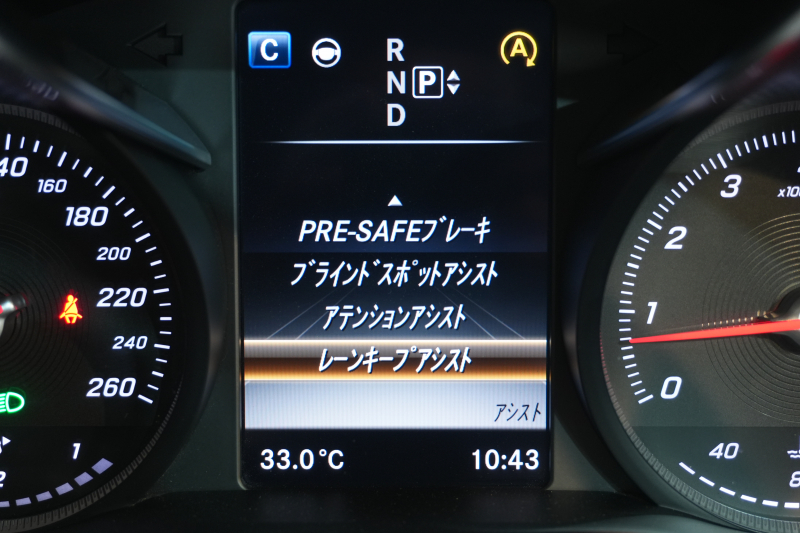 C
A
R
N P
D
PRE-SAFEブレーキ
ブラインドスポットアシスト
アテンションアシスト
レーンキープアシスト
アシスト
33.0°C
10:43
160
180
200
220
240
260
1
3
2
1
0
40